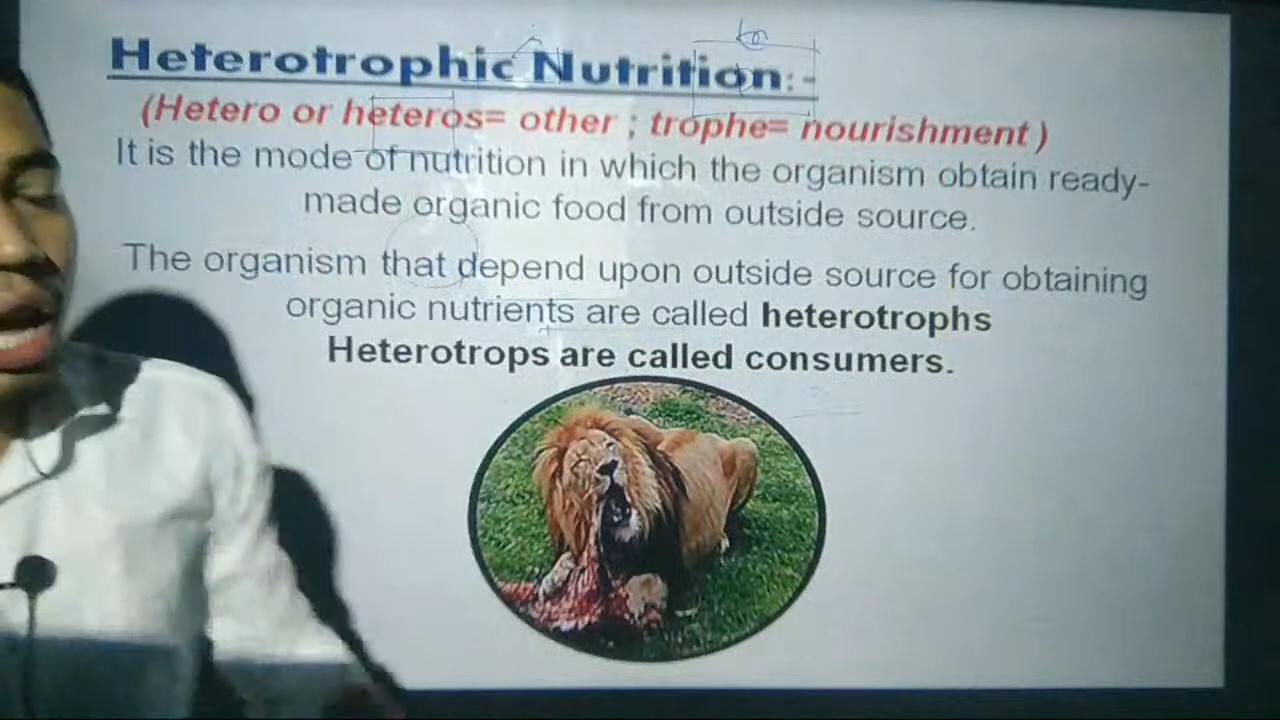 Heterotrophic Nutrition:-
(Hetero or heteros= other ; trophe= nourishment )
It is the mode of nutrition in which the organism obtain ready-
made organic food from outside source.
The organism that depend upon outside source for obtaining
organic nutrients are called heterotrophs
Heterotrops are called consumers.